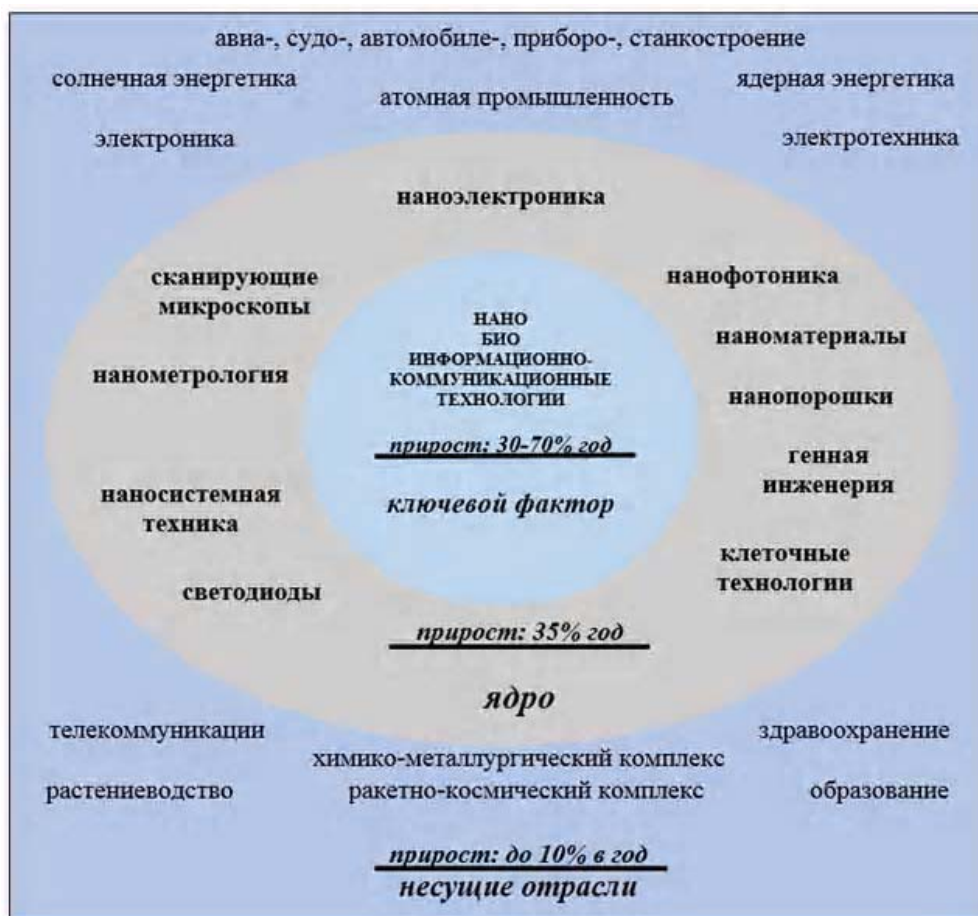 авиа-, судо-, автомобиле-, приборо-, станкостроение
солнечная энергетика
ядерная энергетика
атомная промышленность
электроника
электротехника
наноэлектроника
сканирующие
микроскопы
нанофотоника
НАНО
БИО
ИНФОРМАЦИОННО-
КОММУНИКАЦИОННЫЕ
ТЕХНОЛОГИИ
наноматериалы
нанометрология
нанопорошки
прирост: 30-70% год
генная
инженерия
наносистемная
техника
ключевой фактор
клеточные
технологии
светодиоды
прирост: 35% год
ядро
телекоммуникации
здравоохранение
химико-металлургический комплекс
растениеводство
ракетно-космический комплекс
образование
прирост: до 10% в год
несущие отрасли